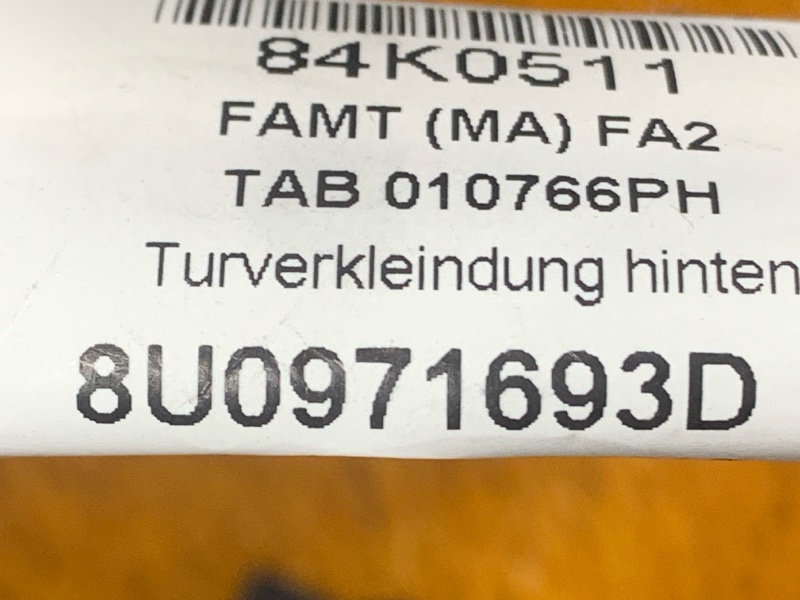 84K0511
FAMT (MA) FA2
TAB 010766PH
Turverkleindung hinten
8U0971693D